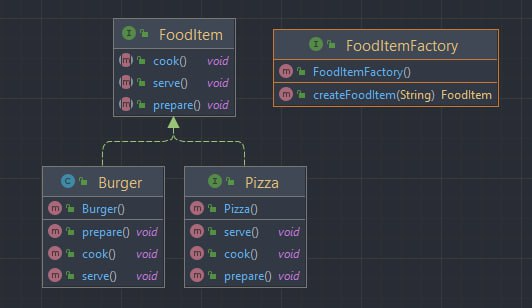 I FoodItem
m cook() void
m serve() void
m prepare() void
I FoodItemFactory
m FoodItemFactory()
m createFoodItem(String) FoodItem
C Burger
m Burger()
m prepare() void
m cook() void
m serve() void
I Pizza
m Pizza()
m serve() void
m cook() void
m prepare() void